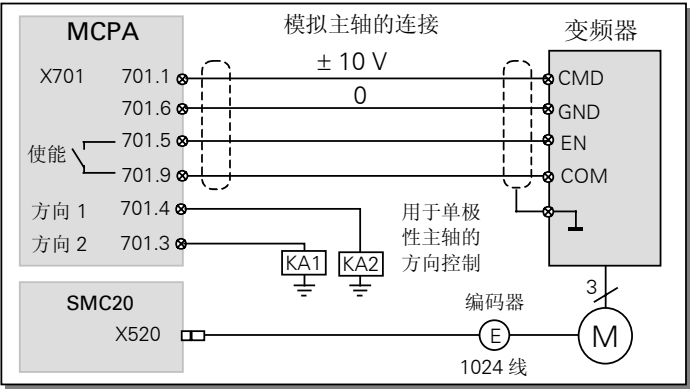 MCPA
模拟主轴的连接
变频器
X701 701.1
± 10 V
CMD
701.6
0
GND
使能
701.5
EN
701.9
COM
方向 1 701.4
方向 2 701.3
KA1
KA2
用于单极
性主轴的
方向控制
3
SMC20
X520
编码器
E
1024 线
M